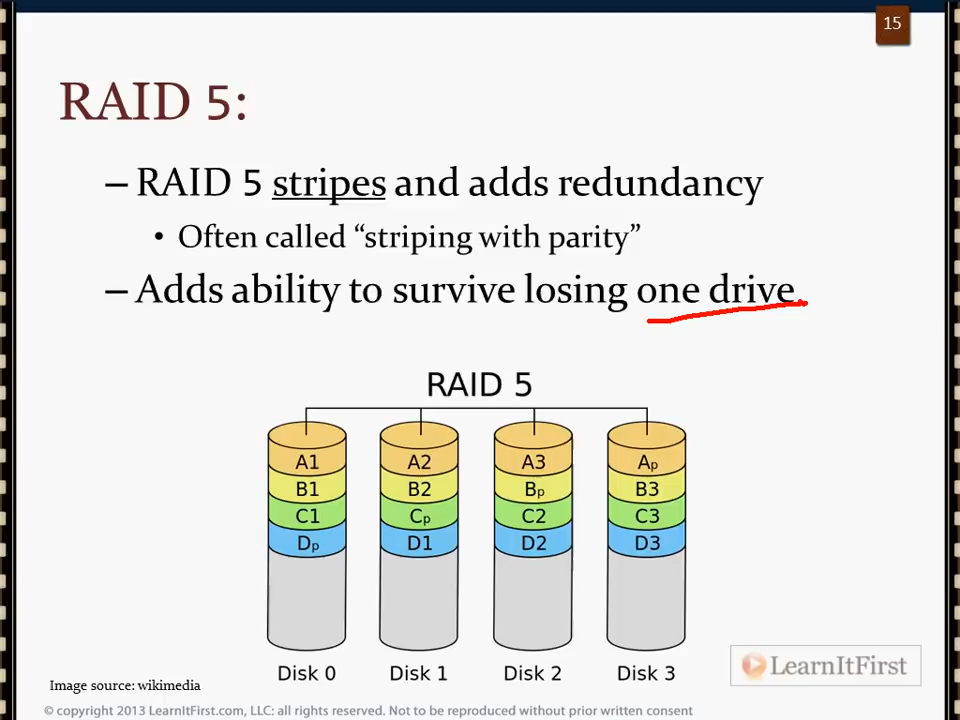 15
RAID 5:
– RAID 5 stripes and adds redundancy
• Often called “striping with parity”
– Adds ability to survive losing one drive.
RAID 5
A1 A2 A3 Ap
B1 B2 Bp B3
C1 Cp C2 C3
Dp D1 D2 D3
Disk 0 Disk 1 Disk 2 Disk 3
LearnItFirst
Image source: wikimedia
© copyright 2013 LearnItFirst.com, LLC: all rights reserved. Not to be reproduced without prior written consent